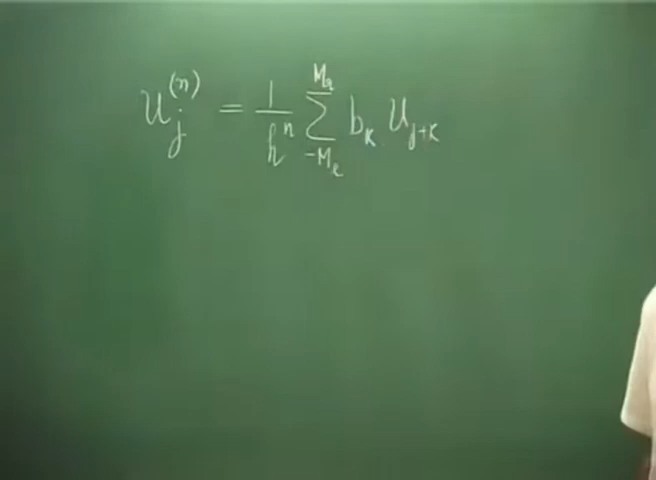 u_j^{(n)} = \frac{1}{h^n} \sum_{-M_l}^{M_r} b_k u_{j+k}